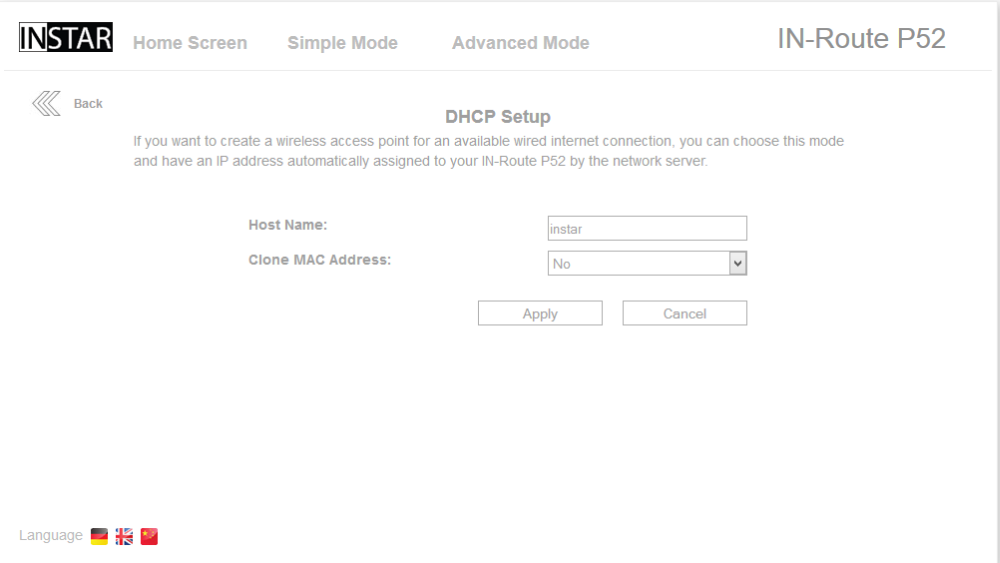 INSTAR Home Screen Simple Mode Advanced Mode IN-Route P52
Back
DHCP Setup
If you want to create a wireless access point for an available wired internet connection, you can choose this mode
and have an IP address automatically assigned to your IN-Route P52 by the network server.
Host Name: instar
Clone MAC Address: No
Apply Cancel
Language